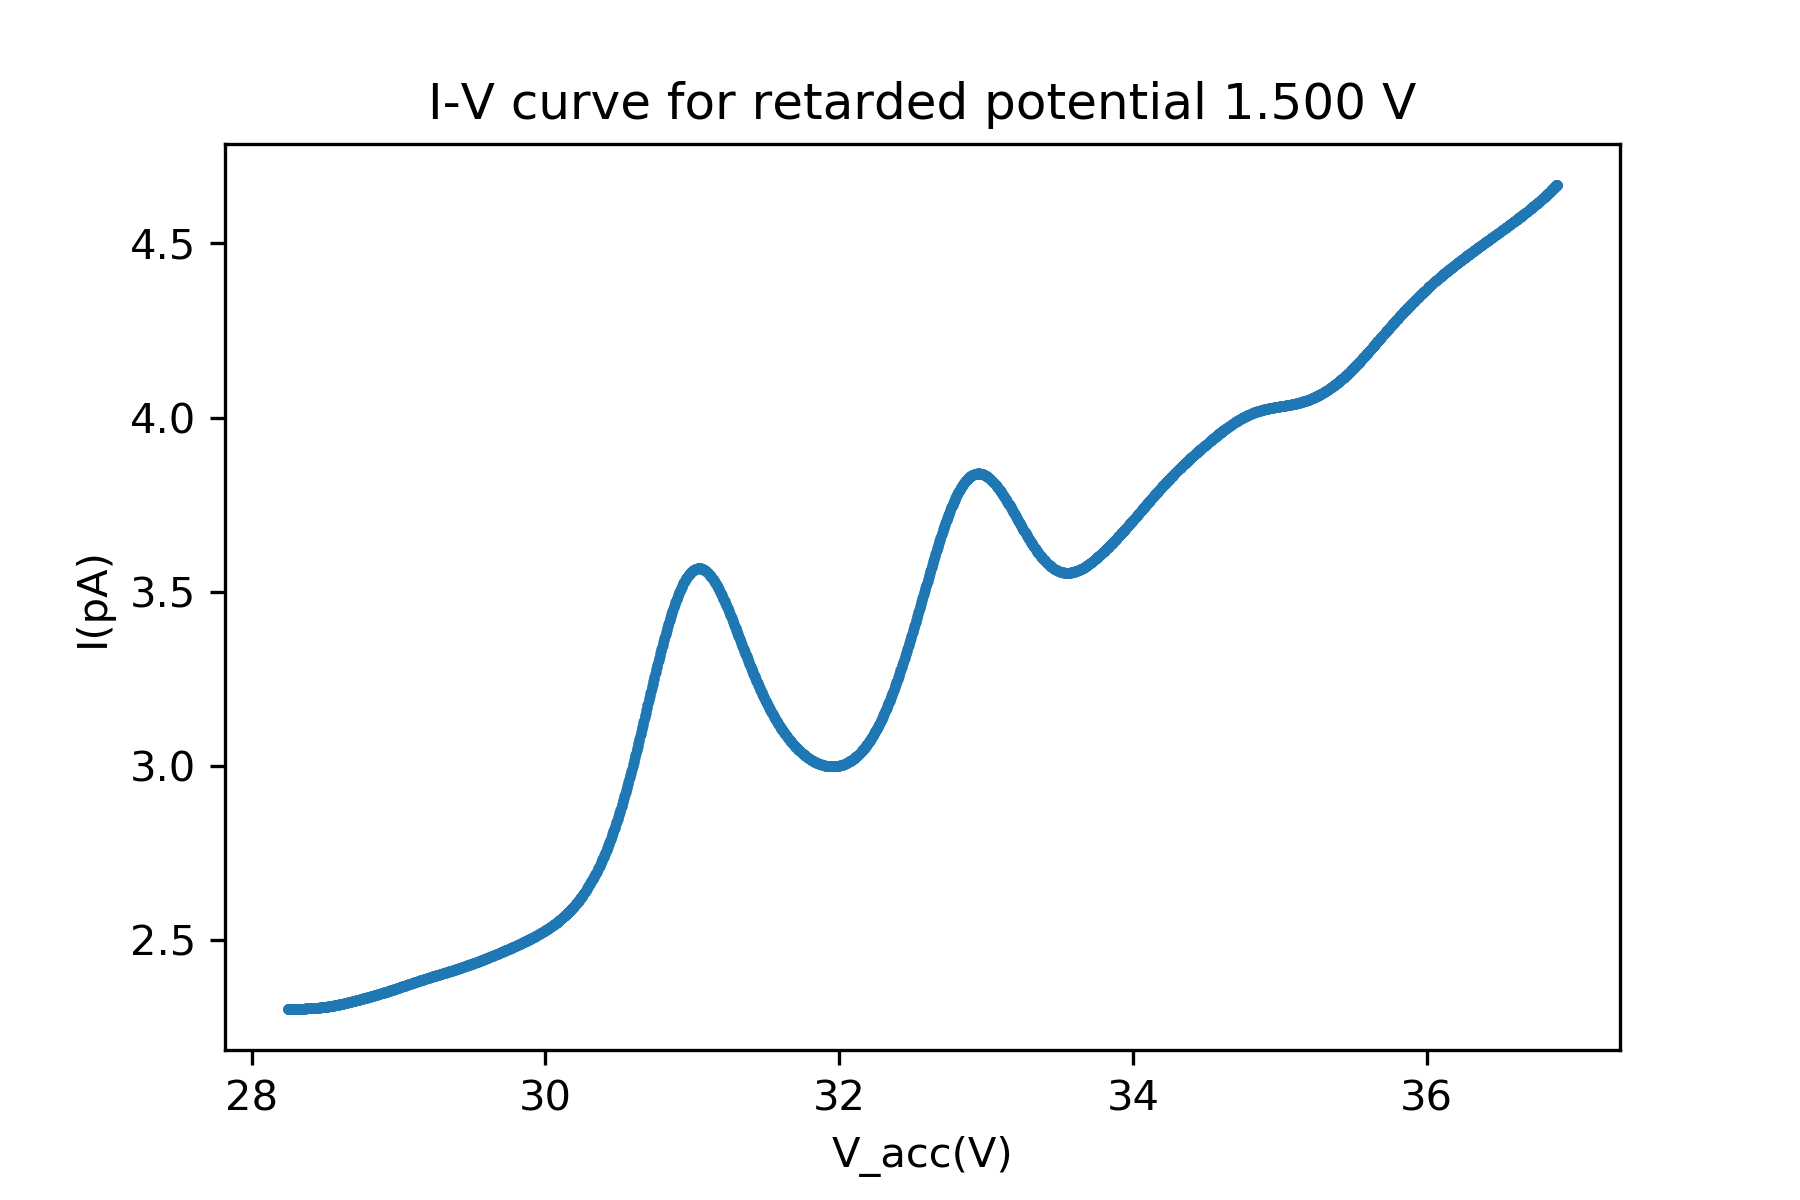 I-V curve for retarded potential 1.500 V
4.5
4.0
3.5
3.0
2.5
I(pA)
28 30 32 34 36
V_acc(V)